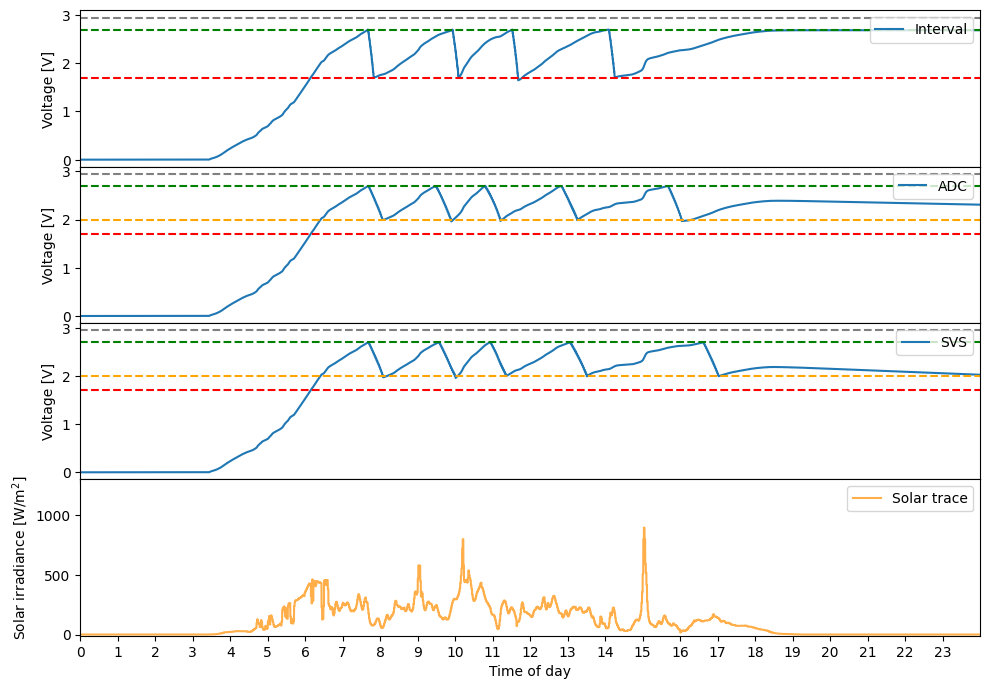 3
2
1
0
Voltage [V]
Interval
3
2
1
0
Voltage [V]
ADC
3
2
1
0
Voltage [V]
SVS
1000
500
0
Solar irradiance [W/m²]
Solar trace
0 1 2 3 4 5 6 7 8 9 10 11 12 13 14 15 16 17 18 19 20 21 22 23
Time of day